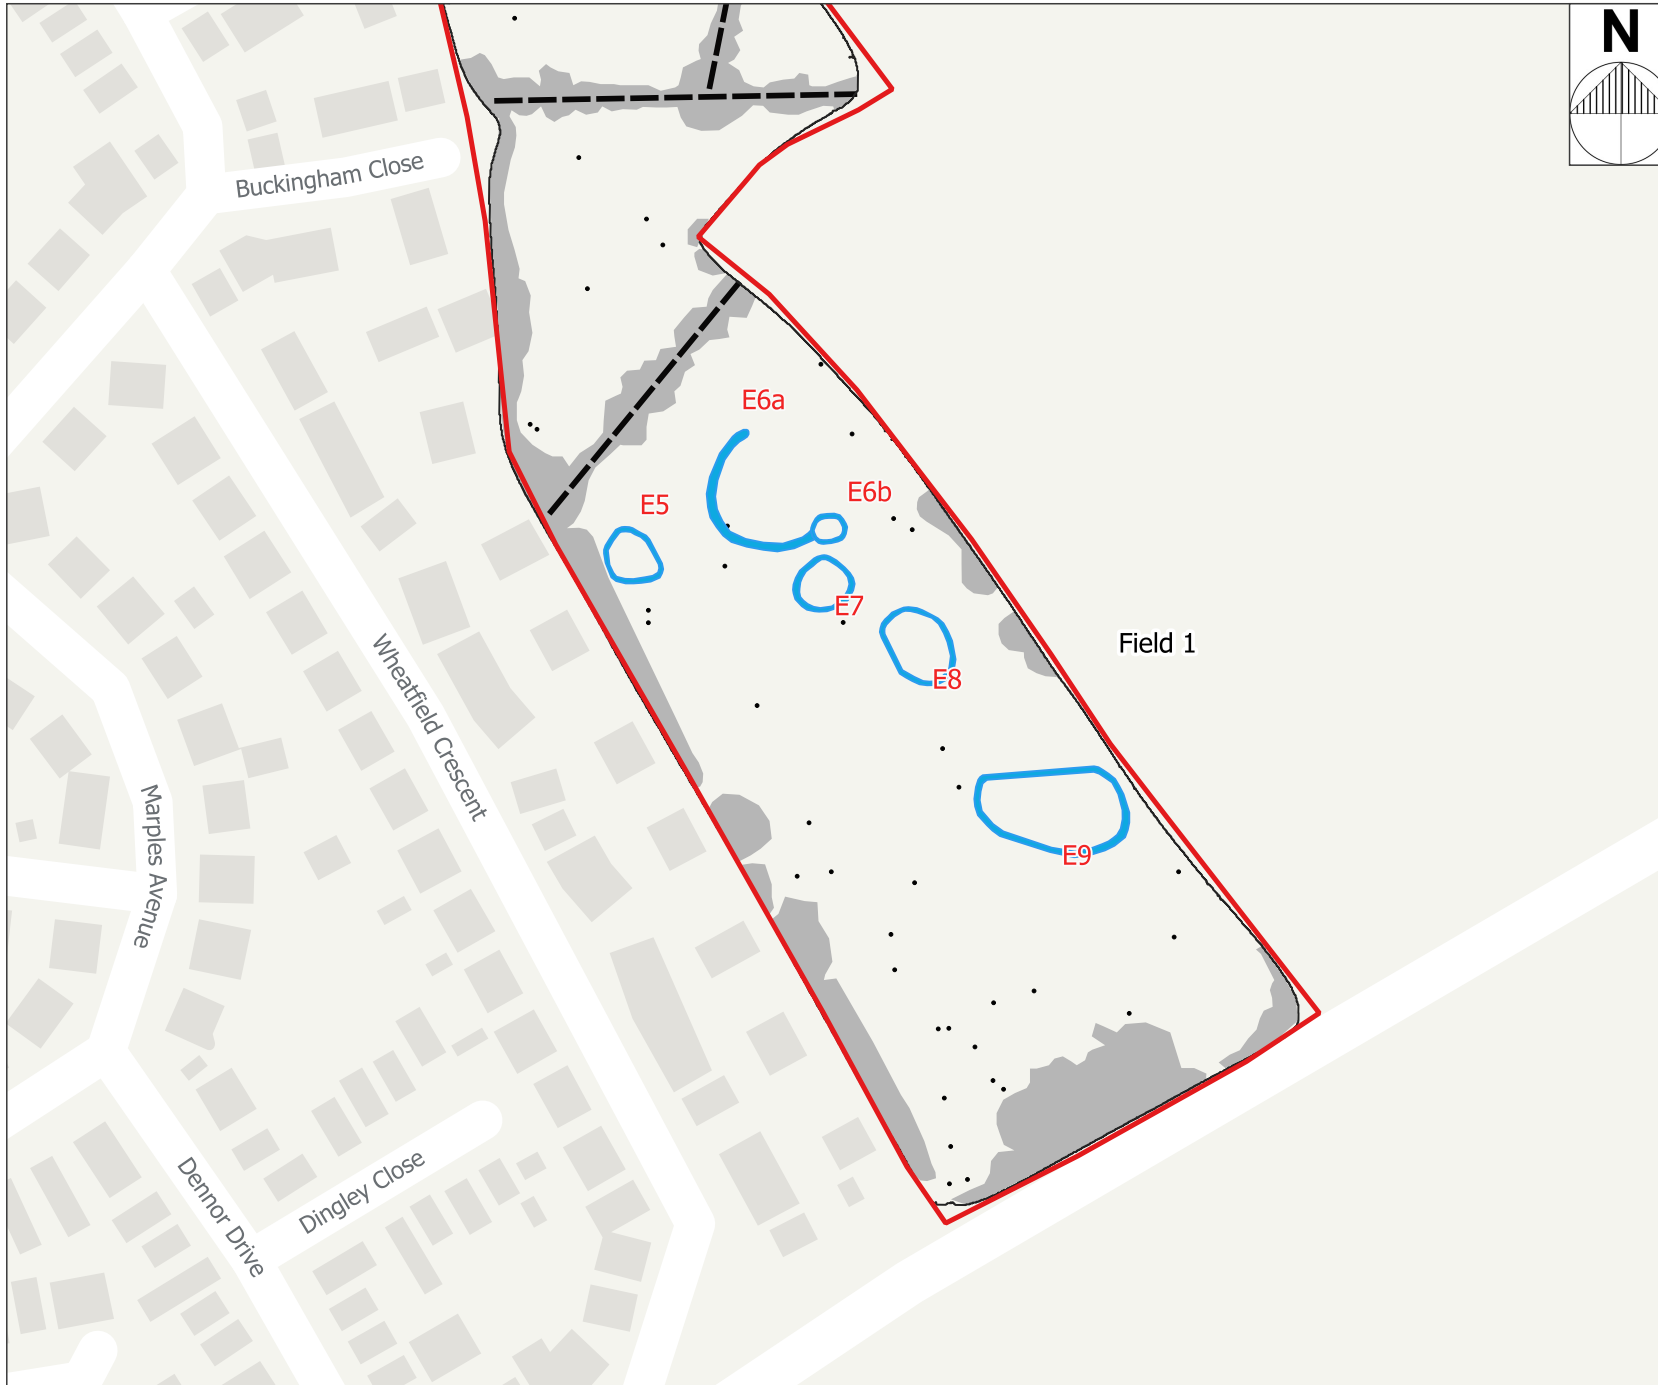 N
Buckingham Close
E6a
E6b
E5
E7
Field 1
E8
Wheatfield Crescent
Marples Avenue
E9
Dennor Drive
Dingley Close